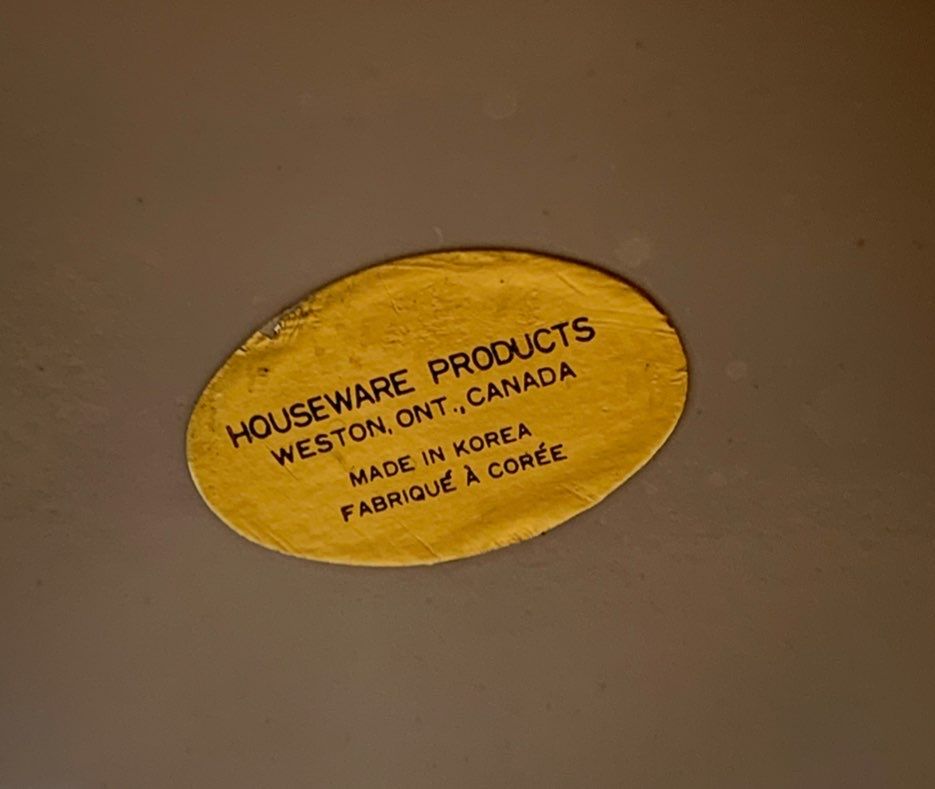 HOUSEWARE PRODUCTS
WESTON, ONT., CANADA
MADE IN KOREA
FABRIQUÉ À CORÉE